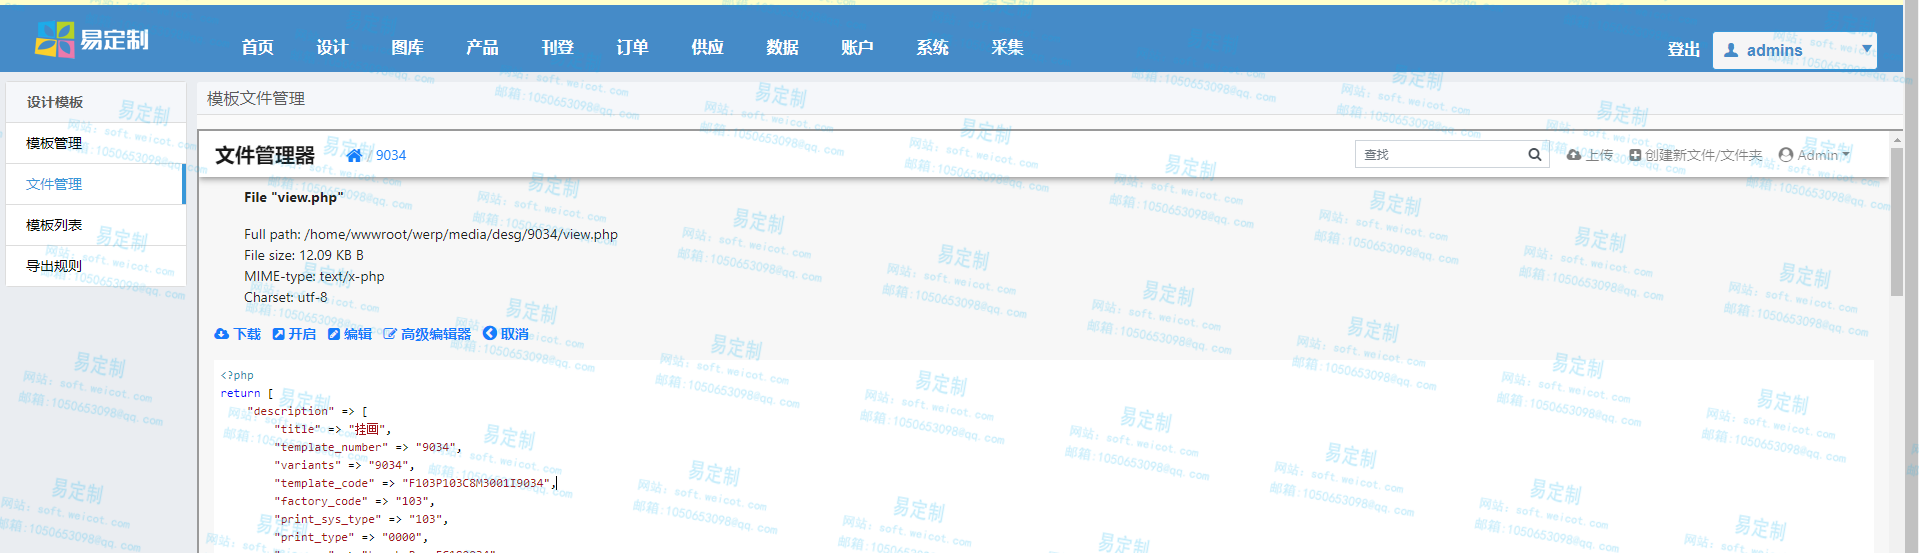 易定制
首页 设计 图库 产品 刊登 订单 供应 数据 账户 系统 采集
登出 admins
设计模板
模板管理
文件管理
模板列表
导出规则
模板文件管理
文件管理器 / 9034
查找 上传 创建新文件/文件夹 Admin
File "view.php"
Full path: /home/wwwroot/werp/media/desg/9034/view.php
File size: 12.09 KB B
MIME-type: text/x-php
Charset: utf-8
下载 开启 编辑 高级编辑器 取消
<?php
return [
"description" => [
"title" => "挂画",
"template_number" => "9034",
"variants" => "9034",
"template_code" => "F103P103C8M3001I9034",
"factory_code" => "103",
"print_sys_type" => "103",
"print_type" => "0000",
易定制
网站: soft.weicot.com
邮箱:1050653098@qq.com